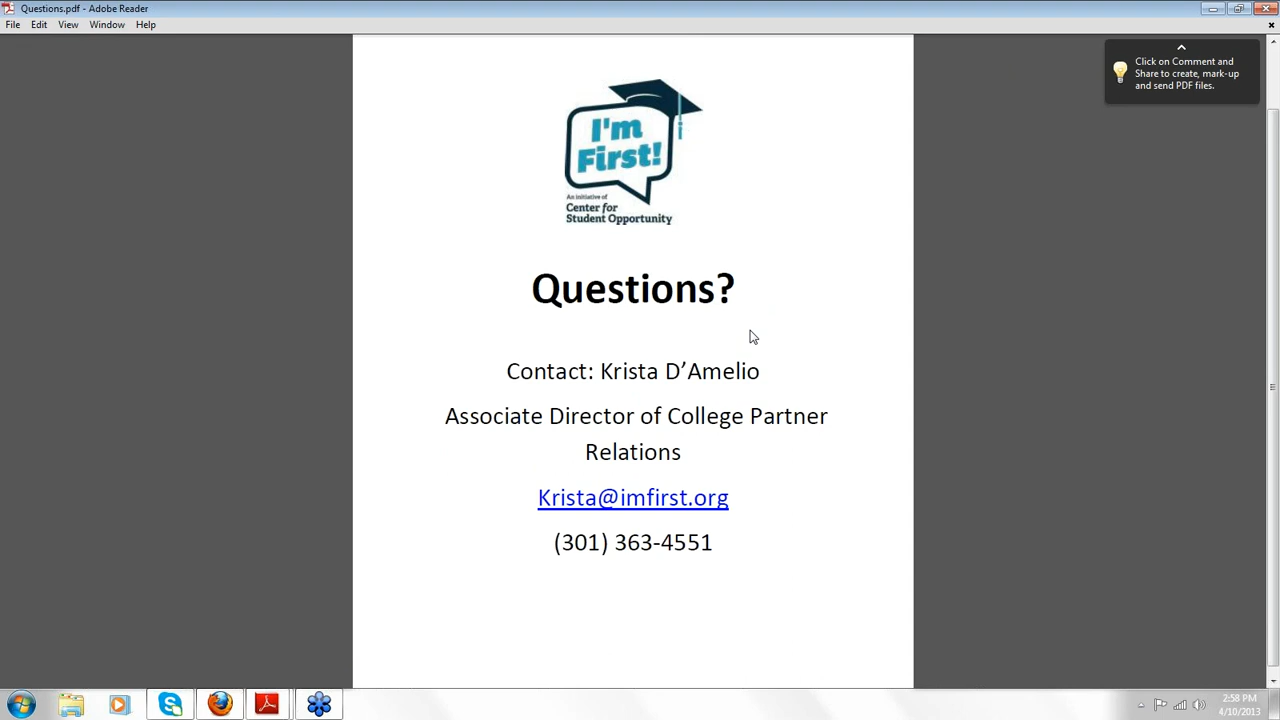 Questions.pdf - Adobe Reader
File Edit View Window Help
Click on Comment and
Share to create, mark-up
and send PDF files.
I'm
First!
An initiative of
Center for
Student Opportunity
Questions?
Contact: Krista D’Amelio
Associate Director of College Partner
Relations
Krista@imfirst.org
(301) 363-4551
2:58 PM
4/10/2013